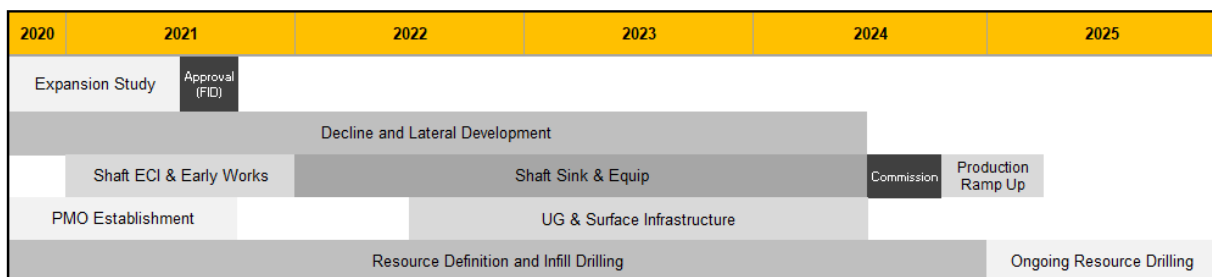 2020 2021 2022 2023 2024 2025
Expansion Study
Approval
(FID)
Decline and Lateral Development
Shaft ECI & Early Works
Shaft Sink & Equip
Commission
Production
Ramp Up
PMO Establishment
UG & Surface Infrastructure
Resource Definition and Infill Drilling
Ongoing Resource Drilling